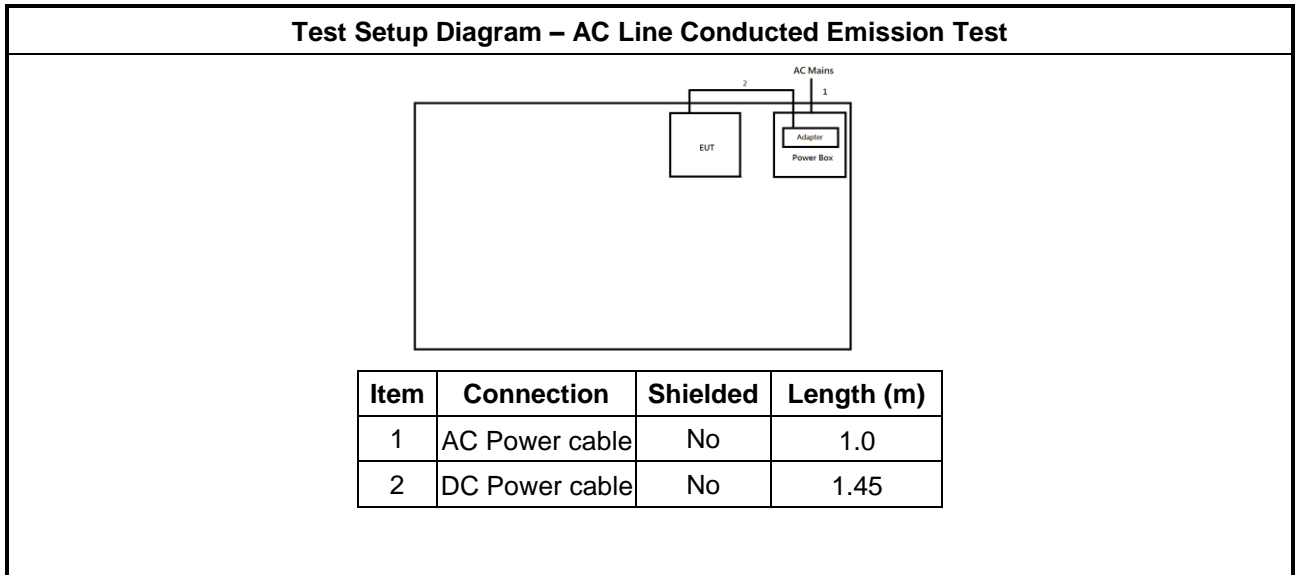 Test Setup Diagram – AC Line Conducted Emission Test
AC Mains
2
1
EUT
Adapter
Power Box
Item Connection Shielded Length (m)
1 AC Power cable No 1.0
2 DC Power cable No 1.45